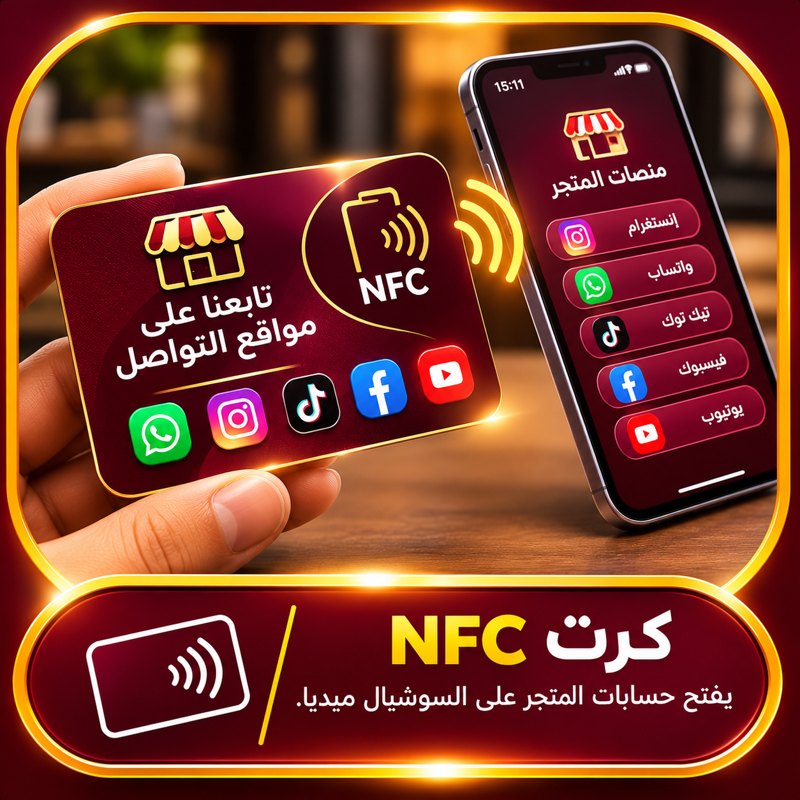 تابعنا على
مواقع التواصل
NFC
15:11
منصات المتجر
إنستغرام
واتساب
تيك توك
فيسبوك
يوتيوب
كرت NFC
يفتح حسابات المتجر على السوشيال ميديا.